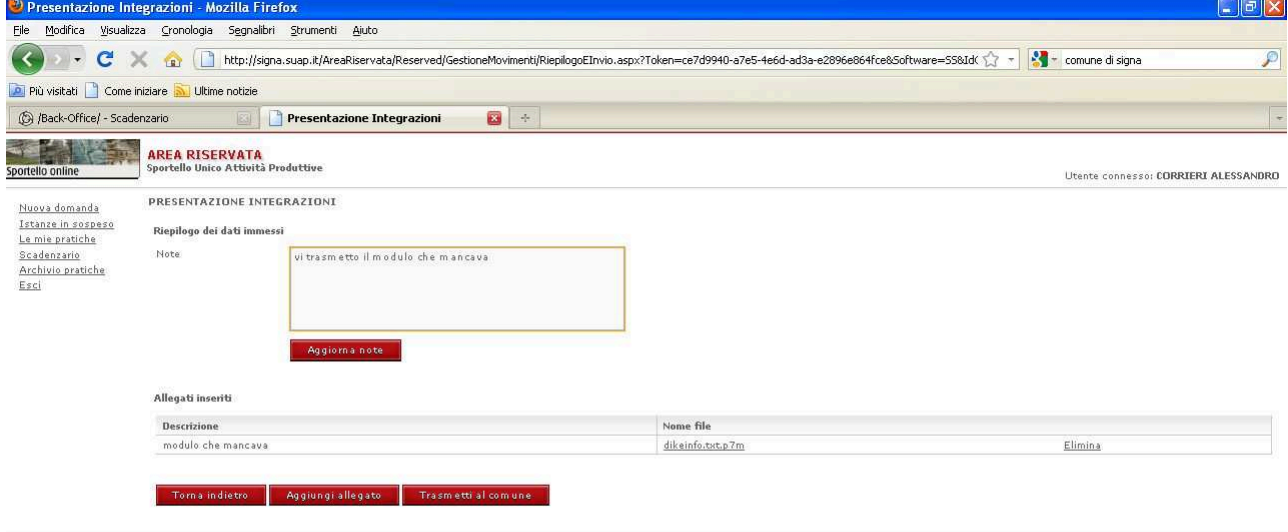 Presentazione Integrazioni - Mozilla Firefox
File Modifica Visualizza Cronologia Segnalibri Strumenti Aiuto
http://signa.suap.it/AreaRiservata/Reserved/GestioneMovimenti/RiepilogoEInvio.aspx?Token=ce7d9940-a7e5-4e6d-ad3a-e2896e864fce&Software=SS&Id( comune di signa
Più visitati Come iniziare Ultime notizie
/Back-Office/ - Scadenzario Presentazione Integrazioni
Sportello online
AREA RISERVATA
Sportello Unico Attività Produttive
Utente connesso: CORRIERI ALESSANDRO
Nuova domanda
Istanze in sospeso
Le mie pratiche
Scadenzario
Archivio pratiche
Esci
PRESENTAZIONE INTEGRAZIONI
Riepilogo dei dati immessi
Note vi trasmetto il modulo che mancava
Aggiorna note
Allegati inseriti
Descrizione Nome file
modulo che mancava dikeinfo.txt.p7m Elimina
Torna indietro Aggiungi allegato Trasmetti al comune